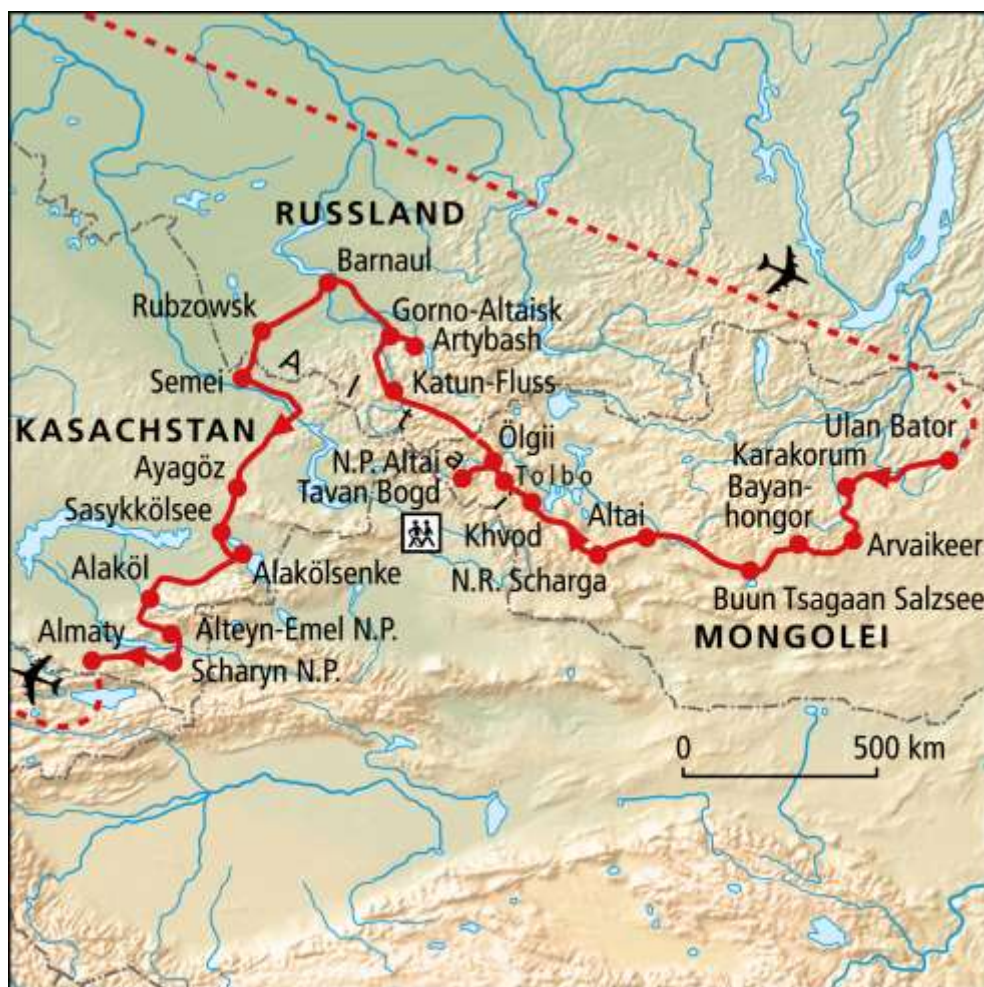 RUSSLAND
Barnaul
Rubzowsk
Gorno-Altaisk
Artybash
Semei
Altai
Katun-Fluss
KASACHSTAN
Ölgii
Ulan Bator
Ayagöz
N.P. Altai
Tavan Bogd
Tolbo
Karakorum
Bayan-
hongor
Sasykkölsee
Khvod
Altai
Arvaikeer
Alaköl
Alakölsenke
N.R. Scharga
Buun Tsagaan Salzsee
Almaty
Alteyn-Emel N.P.
MONGOLEI
Scharyn N.P.
0 500 km